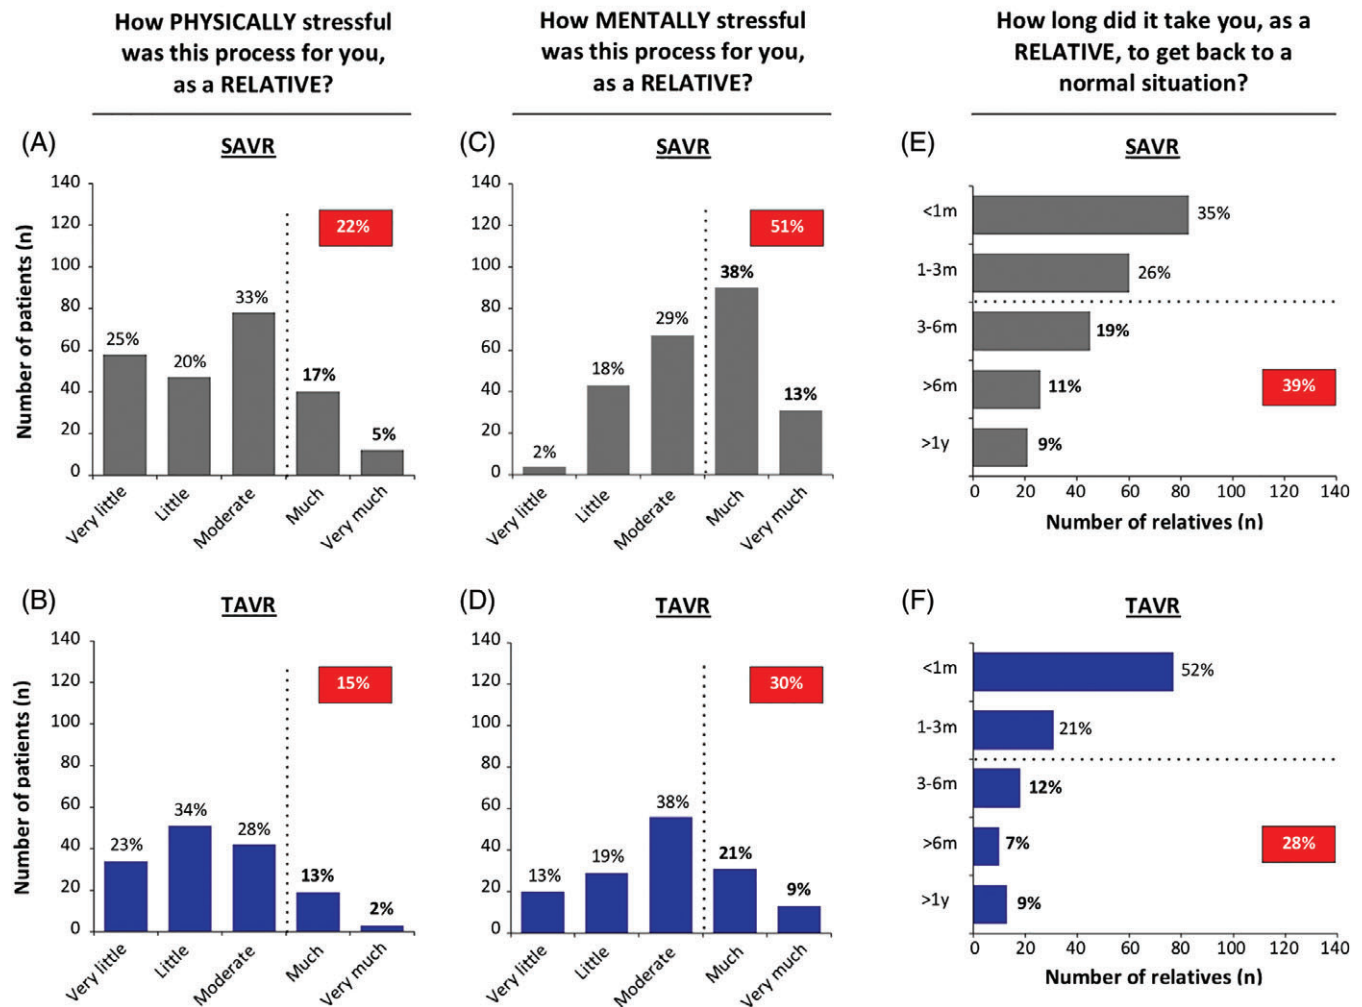 How PHYSICALLY stressful
was this process for you,
as a RELATIVE?
How MENTALLY stressful
was this process for you,
as a RELATIVE?
How long did it take you, as a
RELATIVE, to get back to a
normal situation?
(A)
SAVR
Number of patients (n)
140
120
100
80
60
40
20
0
25%
20%
33%
17%
5%
22%
Very little
Little
Moderate
Much
Very much
(C)
SAVR
140
120
100
80
60
40
20
0
2%
18%
29%
38%
13%
51%
Very little
Little
Moderate
Much
Very much
(E)
SAVR
<1m
35%
1-3m
26%
3-6m
19%
>6m
11%
39%
>1y
9%
0
20
40
60
80
100
120
140
Number of relatives (n)
(B)
TAVR
Number of patients (n)
140
120
100
80
60
40
20
0
23%
34%
28%
13%
2%
15%
Very little
Little
Moderate
Much
Very much
(D)
TAVR
140
120
100
80
60
40
20
0
13%
19%
38%
21%
9%
30%
Very little
Little
Moderate
Much
Very much
(F)
TAVR
<1m
52%
1-3m
21%
3-6m
12%
>6m
7%
28%
>1y
9%
0
20
40
60
80
100
120
140
Number of relatives (n)